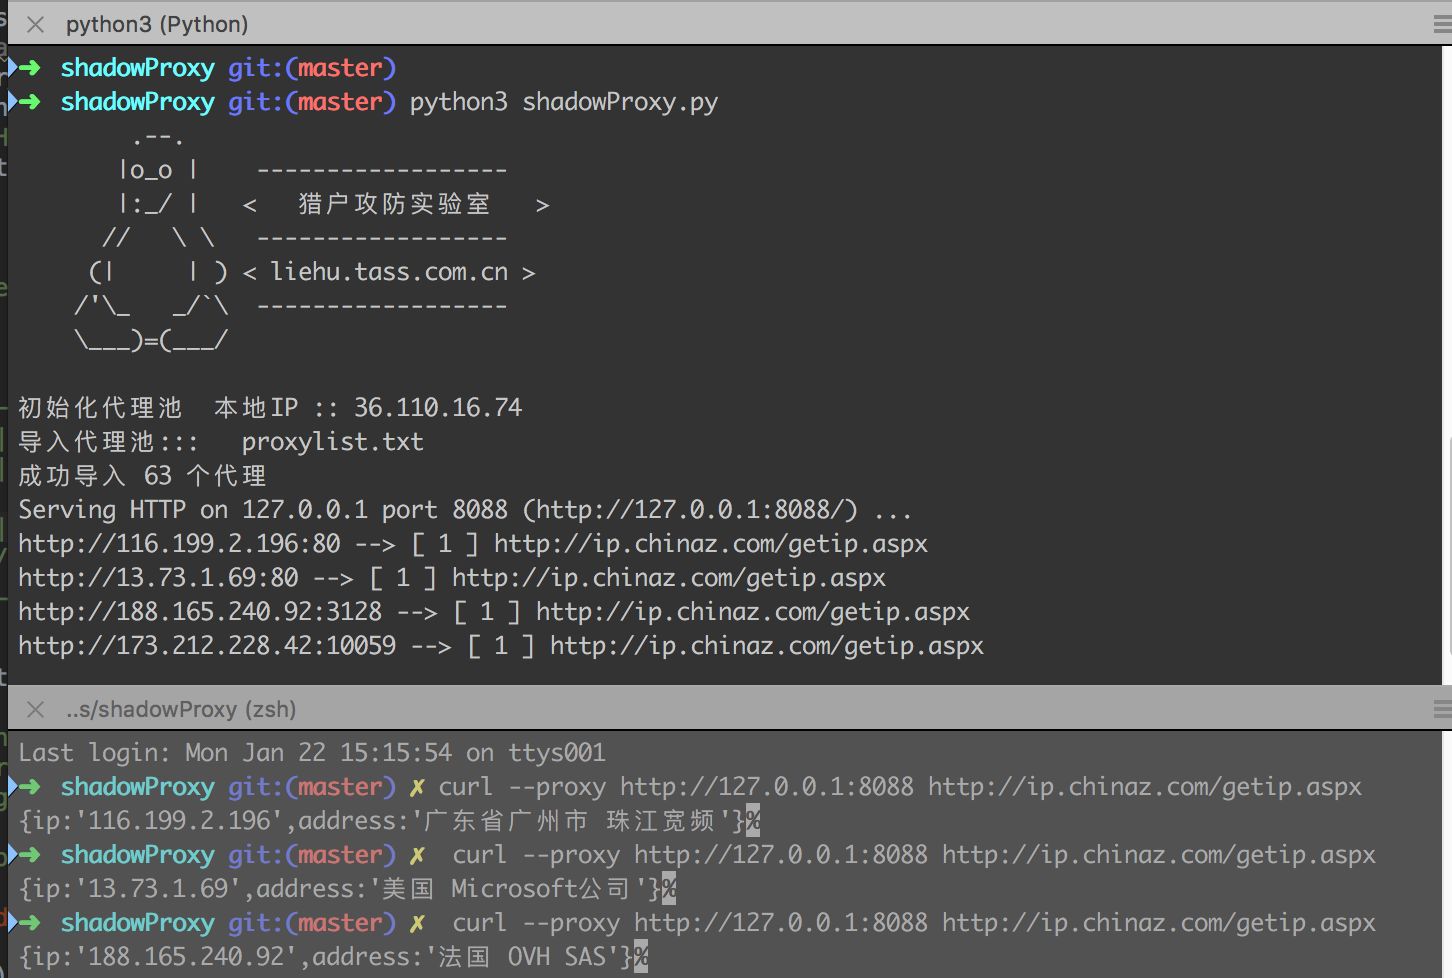 python3 (Python)
➜ shadowProxy git:(master)
➜ shadowProxy git:(master) python3 shadowProxy.py
.--.
|o_o | ------------------
|:_/ | < 猎户攻防实验室 >
// \ \ ------------------
(| | ) < liehu.tass.com.cn >
/'\_ _/`\ ------------------
\___)=(___/
初始化代理池 本地IP :: 36.110.16.74
导入代理池::: proxylist.txt
成功导入 63 个代理
Serving HTTP on 127.0.0.1 port 8088 (http://127.0.0.1:8088/) ...
http://116.199.2.196:80 --> [ 1 ] http://ip.chinaz.com/getip.aspx
http://13.73.1.69:80 --> [ 1 ] http://ip.chinaz.com/getip.aspx
http://188.165.240.92:3128 --> [ 1 ] http://ip.chinaz.com/getip.aspx
http://173.212.228.42:10059 --> [ 1 ] http://ip.chinaz.com/getip.aspx
..s/shadowProxy (zsh)
Last login: Mon Jan 22 15:15:54 on ttys001
➜ shadowProxy git:(master) ✗ curl --proxy http://127.0.0.1:8088 http://ip.chinaz.com/getip.aspx
{ip:'116.199.2.196',address:'广东省广州市 珠江宽频'}%
➜ shadowProxy git:(master) ✗ curl --proxy http://127.0.0.1:8088 http://ip.chinaz.com/getip.aspx
{ip:'13.73.1.69',address:'美国 Microsoft公司'}%
➜ shadowProxy git:(master) ✗ curl --proxy http://127.0.0.1:8088 http://ip.chinaz.com/getip.aspx
{ip:'188.165.240.92',address:'法国 OVH SAS'}%